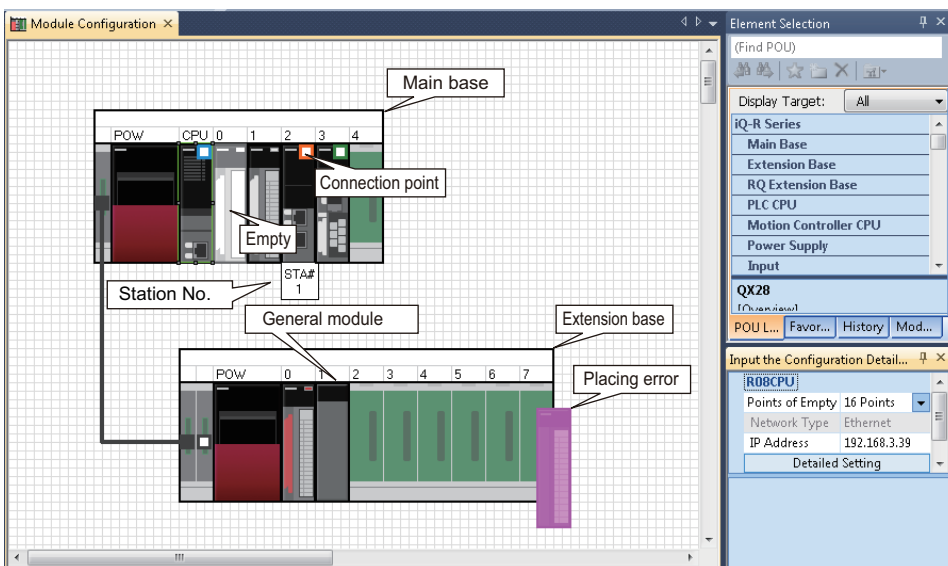 Module Configuration
Main base
POW CPU 0 1 2 3 4
Connection point
Empty
STA#
1
Station No.
General module
Extension base
POW 0 1 2 3 4 5 6 7
Placing error
Element Selection
(Find POU)
Display Target: All
iQ-R Series
Main Base
Extension Base
RQ Extension Base
PLC CPU
Motion Controller CPU
Power Supply
Input
QX28
[Overview]
POU L... Favor... History Mod...
Input the Configuration Detail...
R08CPU
Points of Empty 16 Points
Network Type Ethernet
IP Address 192.168.3.39
Detailed Setting